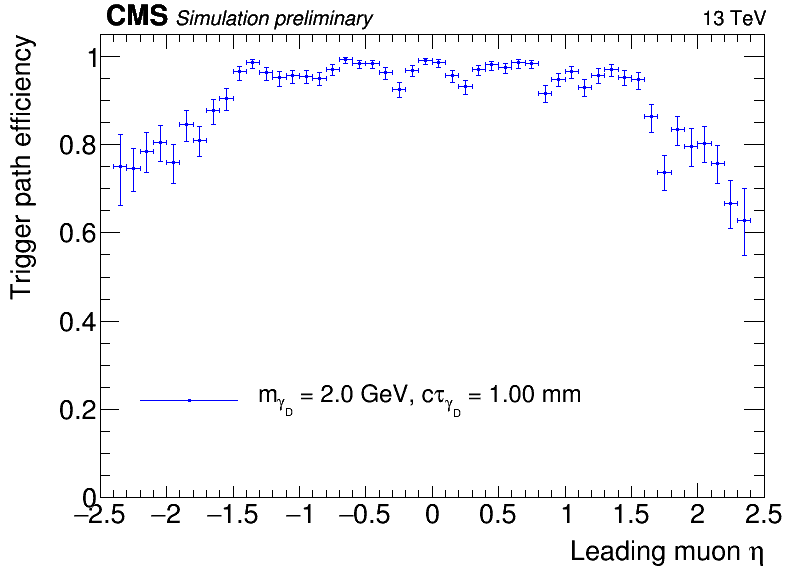 CMS Simulation preliminary 13 TeV
Trigger path efficiency
1
0.8
0.6
0.4
0.2
0
m_γ_D = 2.0 GeV, cτ_γ_D = 1.00 mm
−2.5 −2 −1.5 −1 −0.5 0 0.5 1 1.5 2 2.5
Leading muon η